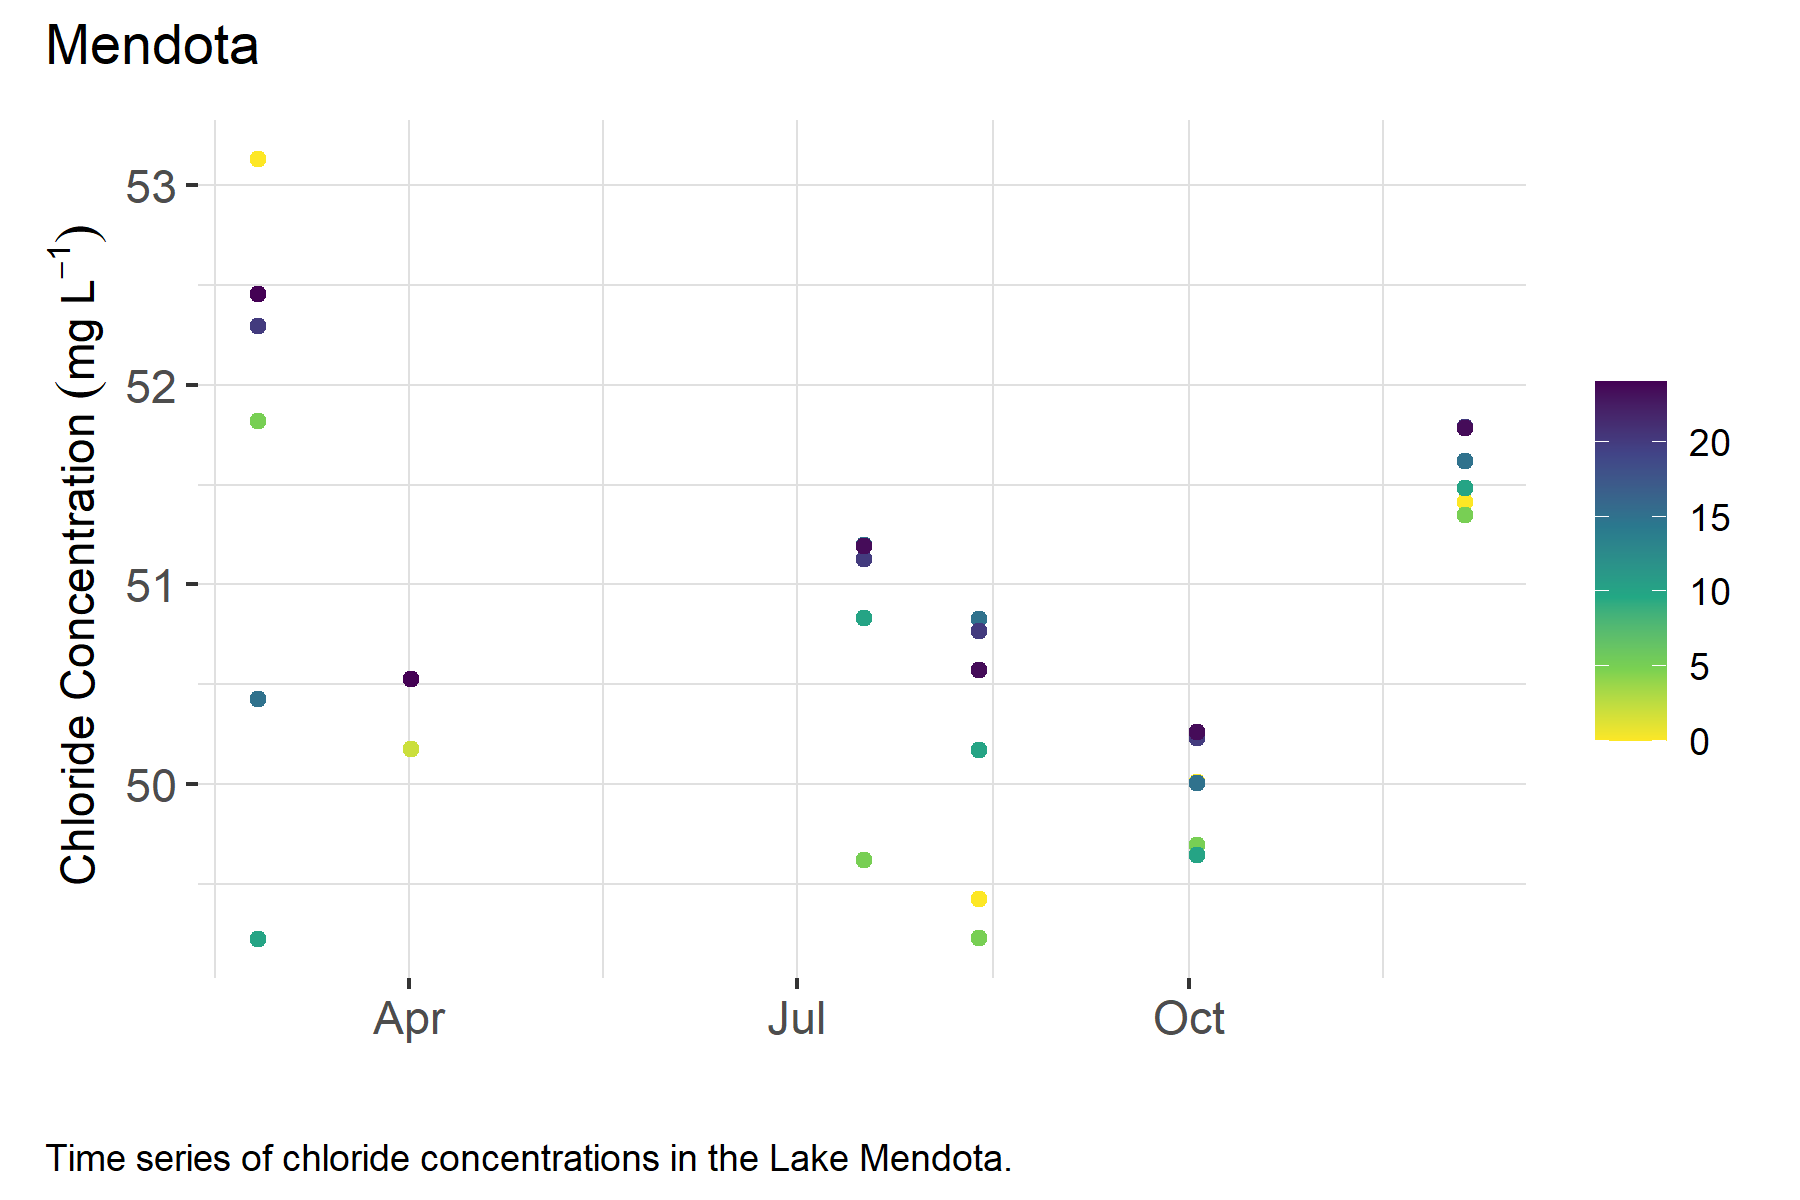 Mendota
Chloride Concentration (mg L⁻¹)
53
52
51
50
Apr Jul Oct
20
15
10
5
0
Time series of chloride concentrations in the Lake Mendota.